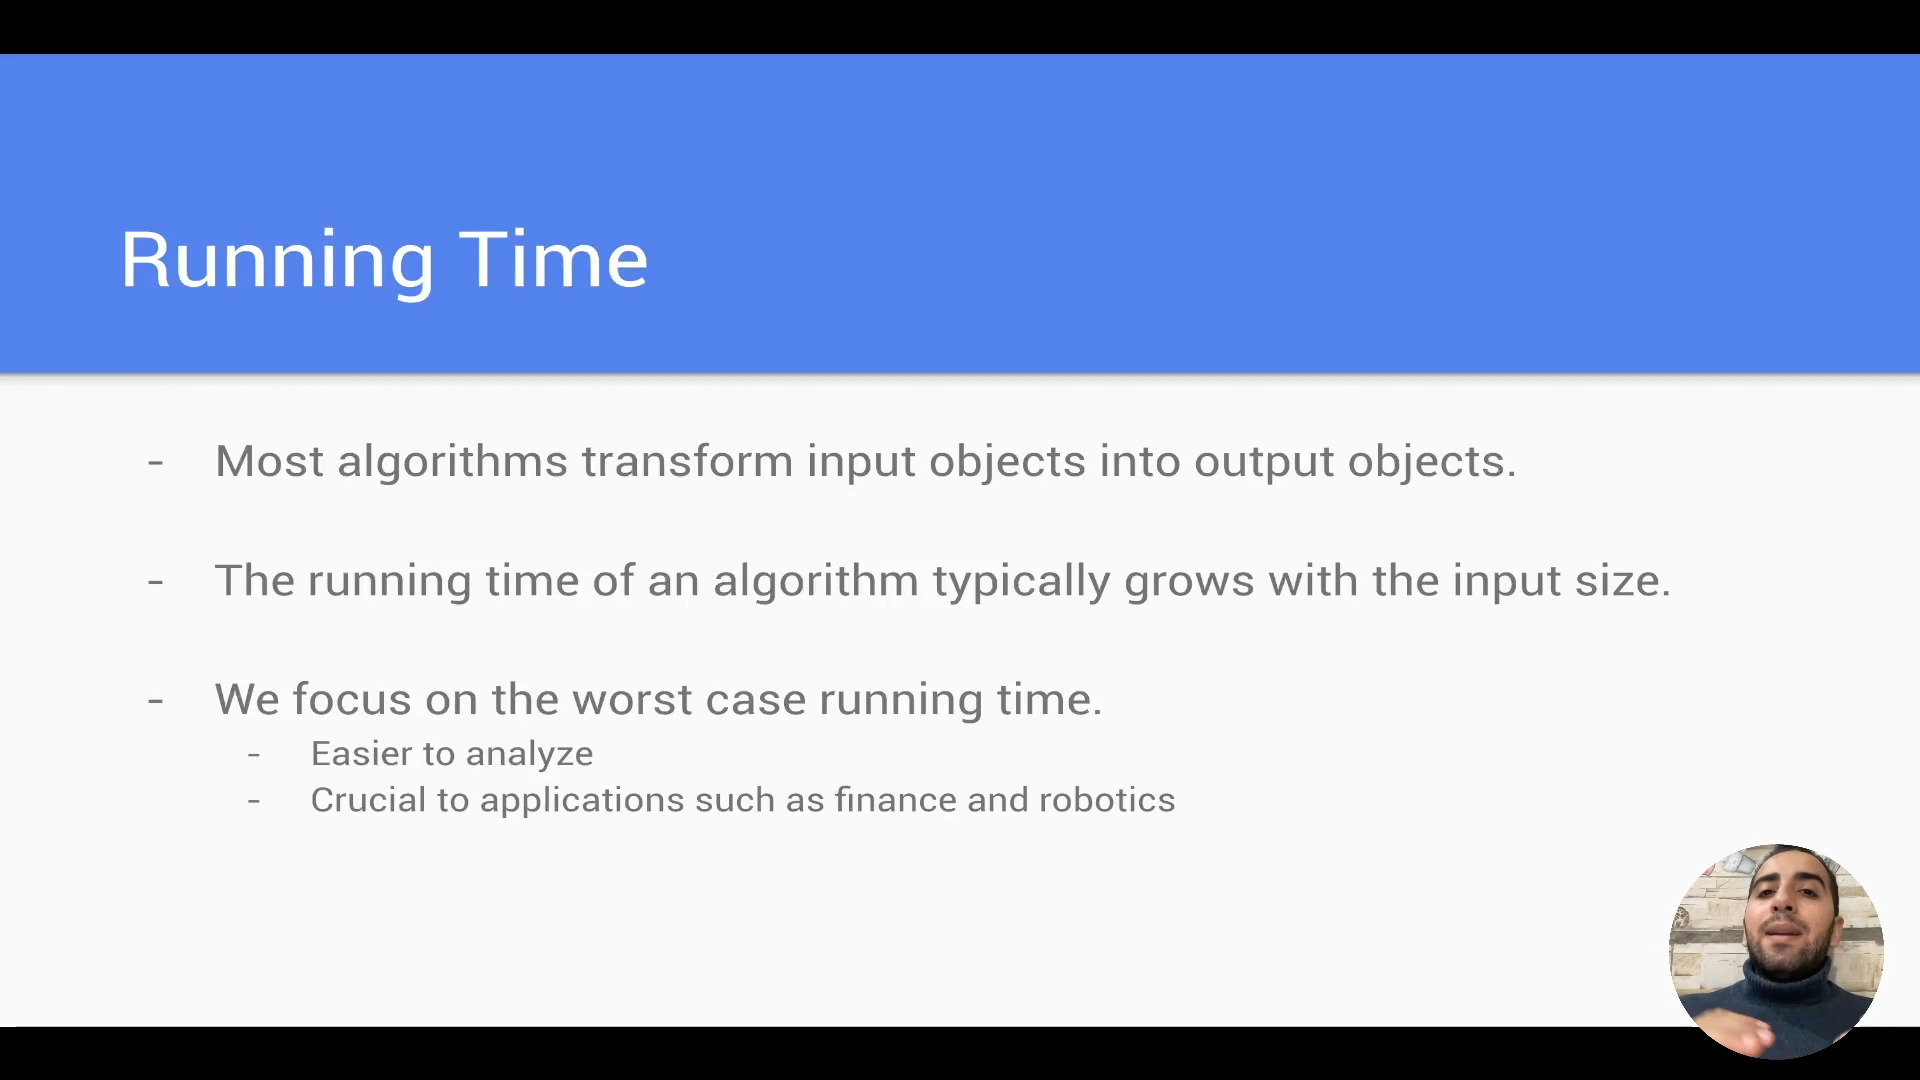 Running Time
- Most algorithms transform input objects into output objects.
- The running time of an algorithm typically grows with the input size.
- We focus on the worst case running time.
- Easier to analyze
- Crucial to applications such as finance and robotics